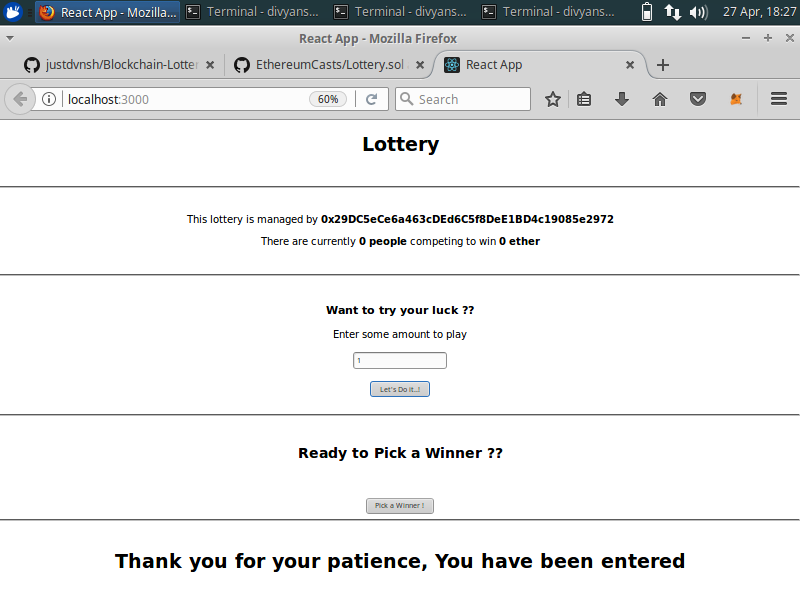 React App - Mozilla... Terminal - divyans... Terminal - divyans... Terminal - divyans... 27 Apr, 18:27
React App - Mozilla Firefox
justdvnsh/Blockchain-Lotter EthereumCasts/Lottery.sol React App
localhost:3000 60% Search
Lottery
This lottery is managed by 0x29DC5eCe6a463cDEd6C5f8DeE1BD4c19085e2972
There are currently 0 people competing to win 0 ether
Want to try your luck ??
Enter some amount to play
1
Let's Do it..!
Ready to Pick a Winner ??
Pick a Winner !
Thank you for your patience, You have been entered